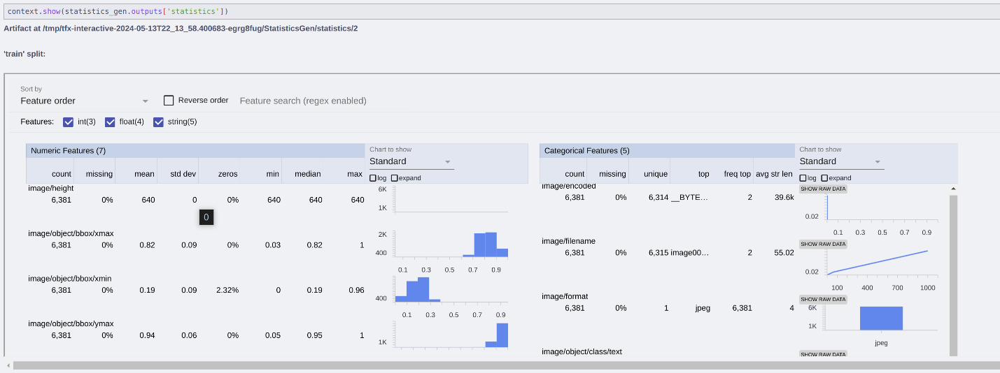 context.show(statistics_gen.outputs['statistics'])
Artifact at /tmp/tfx-interactive-2024-05-13T22_13_58.400683-egrg8fug/StatisticsGen/statistics/2
'train' split:
Sort by
Feature order
Reverse order
Feature search (regex enabled)
Features: int(3) float(4) string(5)
Numeric Features (7)
Chart to show
Standard
log expand
count missing mean std dev zeros min median max
image/height
6,381 0% 640 0 0% 640 640 640
6K
1K
0
image/object/bbox/xmax
6,381 0% 0.82 0.09 0% 0.03 0.82 1
2K
400
0.1 0.3 0.5 0.7 0.9
image/object/bbox/xmin
6,381 0% 0.19 0.09 2.32% 0 0.19 0.96
400
0.1 0.3 0.5 0.7 0.9
image/object/bbox/ymax
6,381 0% 0.94 0.06 0% 0.05 0.95 1
1K
Categorical Features (5)
Chart to show
Standard
log expand
count missing unique top freq top avg str len
image/encoded
6,381 0% 6,314 __BYTE... 2 39.6k
SHOW RAW DATA
0.02
0.1 0.3 0.5 0.7 0.9
image/filename
6,381 0% 6,315 image00... 2 55.02
SHOW RAW DATA
0.02
100 400 700 1000
image/format
6,381 0% 1 jpeg 6,381 4
SHOW RAW DATA
6K
1K
jpeg
image/object/class/text
SHOW RAW DATA